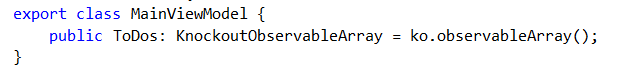 export class MainViewModel {
    public ToDos: KnockoutObservableArray = ko.observableArray();
}